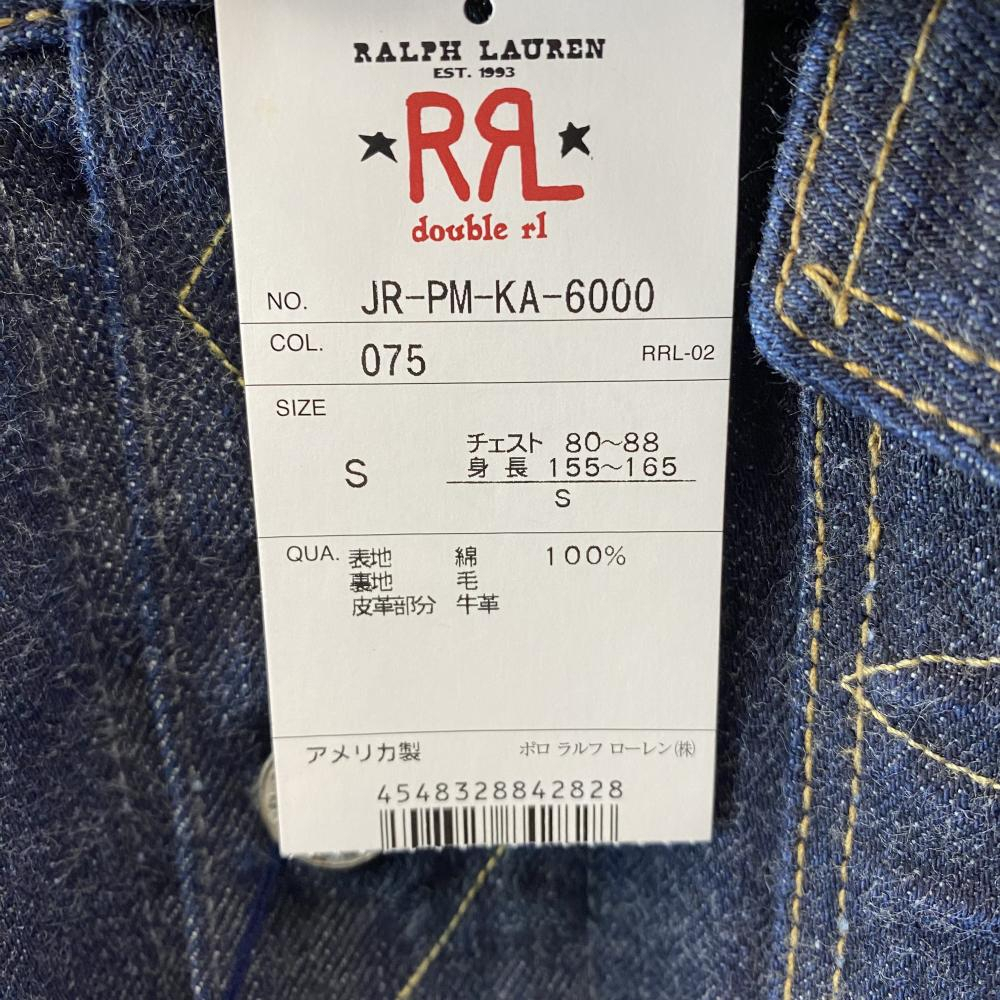 RALPH LAUREN
EST. 1993
★RRL★
double rl
NO. JR-PM-KA-6000
COL. 075 RRL-02
SIZE
S
チェスト 80～88
身長 155～165
S
QUA. 表地 綿 100%
裏地 毛
皮革部分 牛革
アメリカ製 ポロ ラルフ ローレン㈱
4548328842828